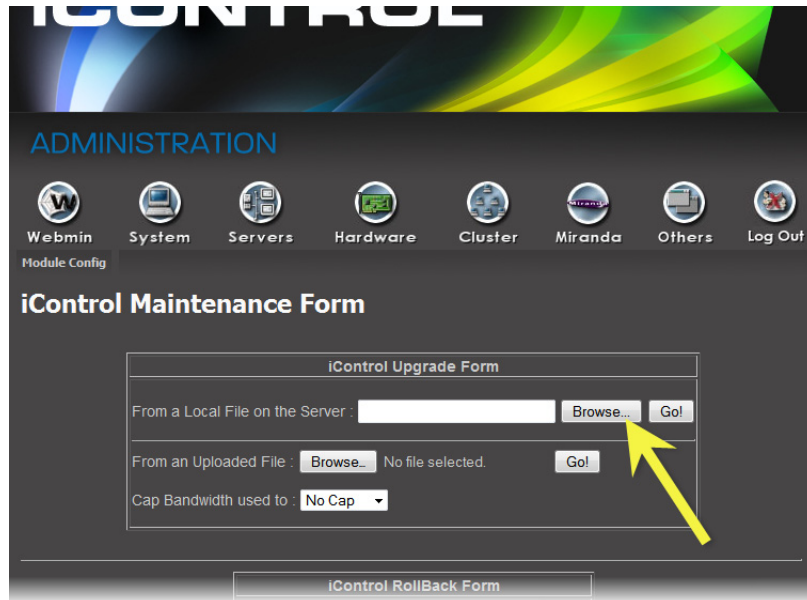 iCONTROL
ADMINISTRATION
Webmin System Servers Hardware Cluster Miranda Others Log Out
Module Config
iControl Maintenance Form
iControl Upgrade Form
From a Local File on the Server : Browse... Go!
From an Uploaded File : Browse... No file selected. Go!
Cap Bandwidth used to : No Cap
iControl RollBack Form